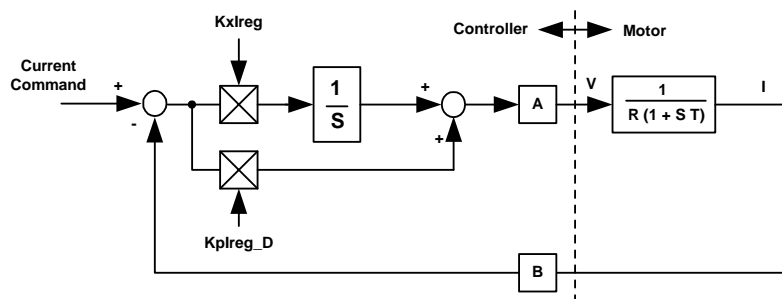 KxIreg
Controller
Motor
Current
Command
+
-
1
S
+
+
A
V
1
R (1 + S T)
I
KpIreg_D
B